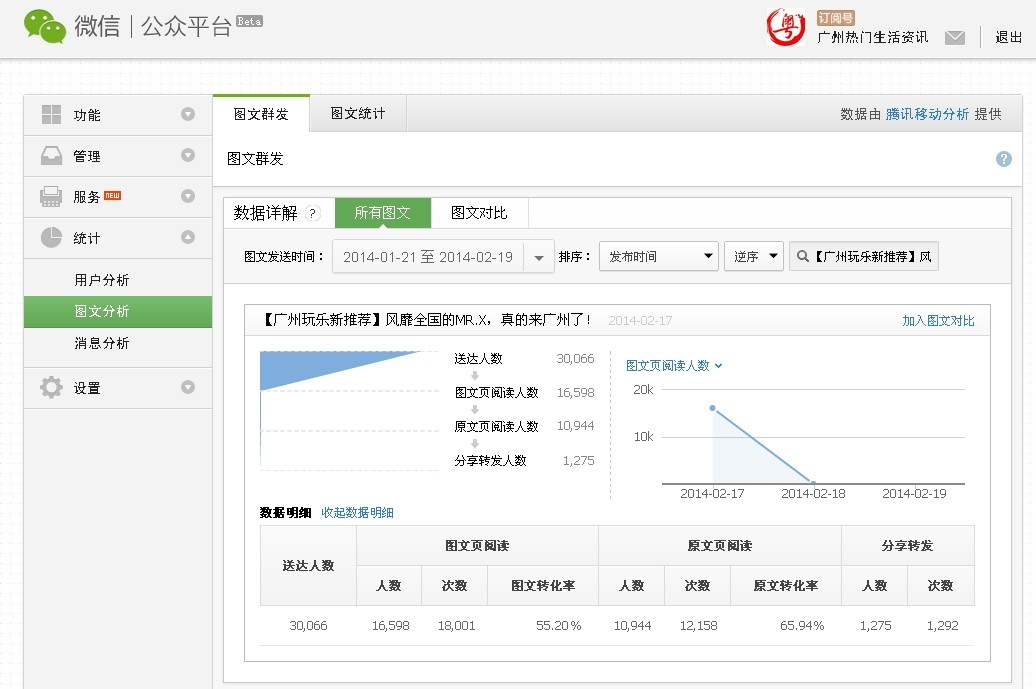 微信 | 公众平台 Beta
订阅号
广州热门生活资讯
退出
功能
管理
服务 NEW
统计
用户分析
图文分析
消息分析
设置
图文群发 图文统计
数据由 腾讯移动分析 提供
图文群发 ?
数据详解 ? 所有图文 图文对比
图文发送时间： 2014-01-21 至 2014-02-19 排序： 发布时间 逆序 【广州玩乐新推荐】风
【广州玩乐新推荐】风靡全国的MR.X，真的来广州了！ 2014-02-17 加入图文对比
送达人数 30,066
图文页阅读人数 16,598
原文页阅读人数 10,944
分享转发人数 1,275
图文页阅读人数
20k
10k
2014-02-17 2014-02-18 2014-02-19
数据明细 收起数据明细
送达人数 图文页阅读 原文页阅读 分享转发
人数 次数 图文转化率 人数 次数 原文转化率 人数 次数
30,066 16,598 18,001 55.20% 10,944 12,158 65.94% 1,275 1,292